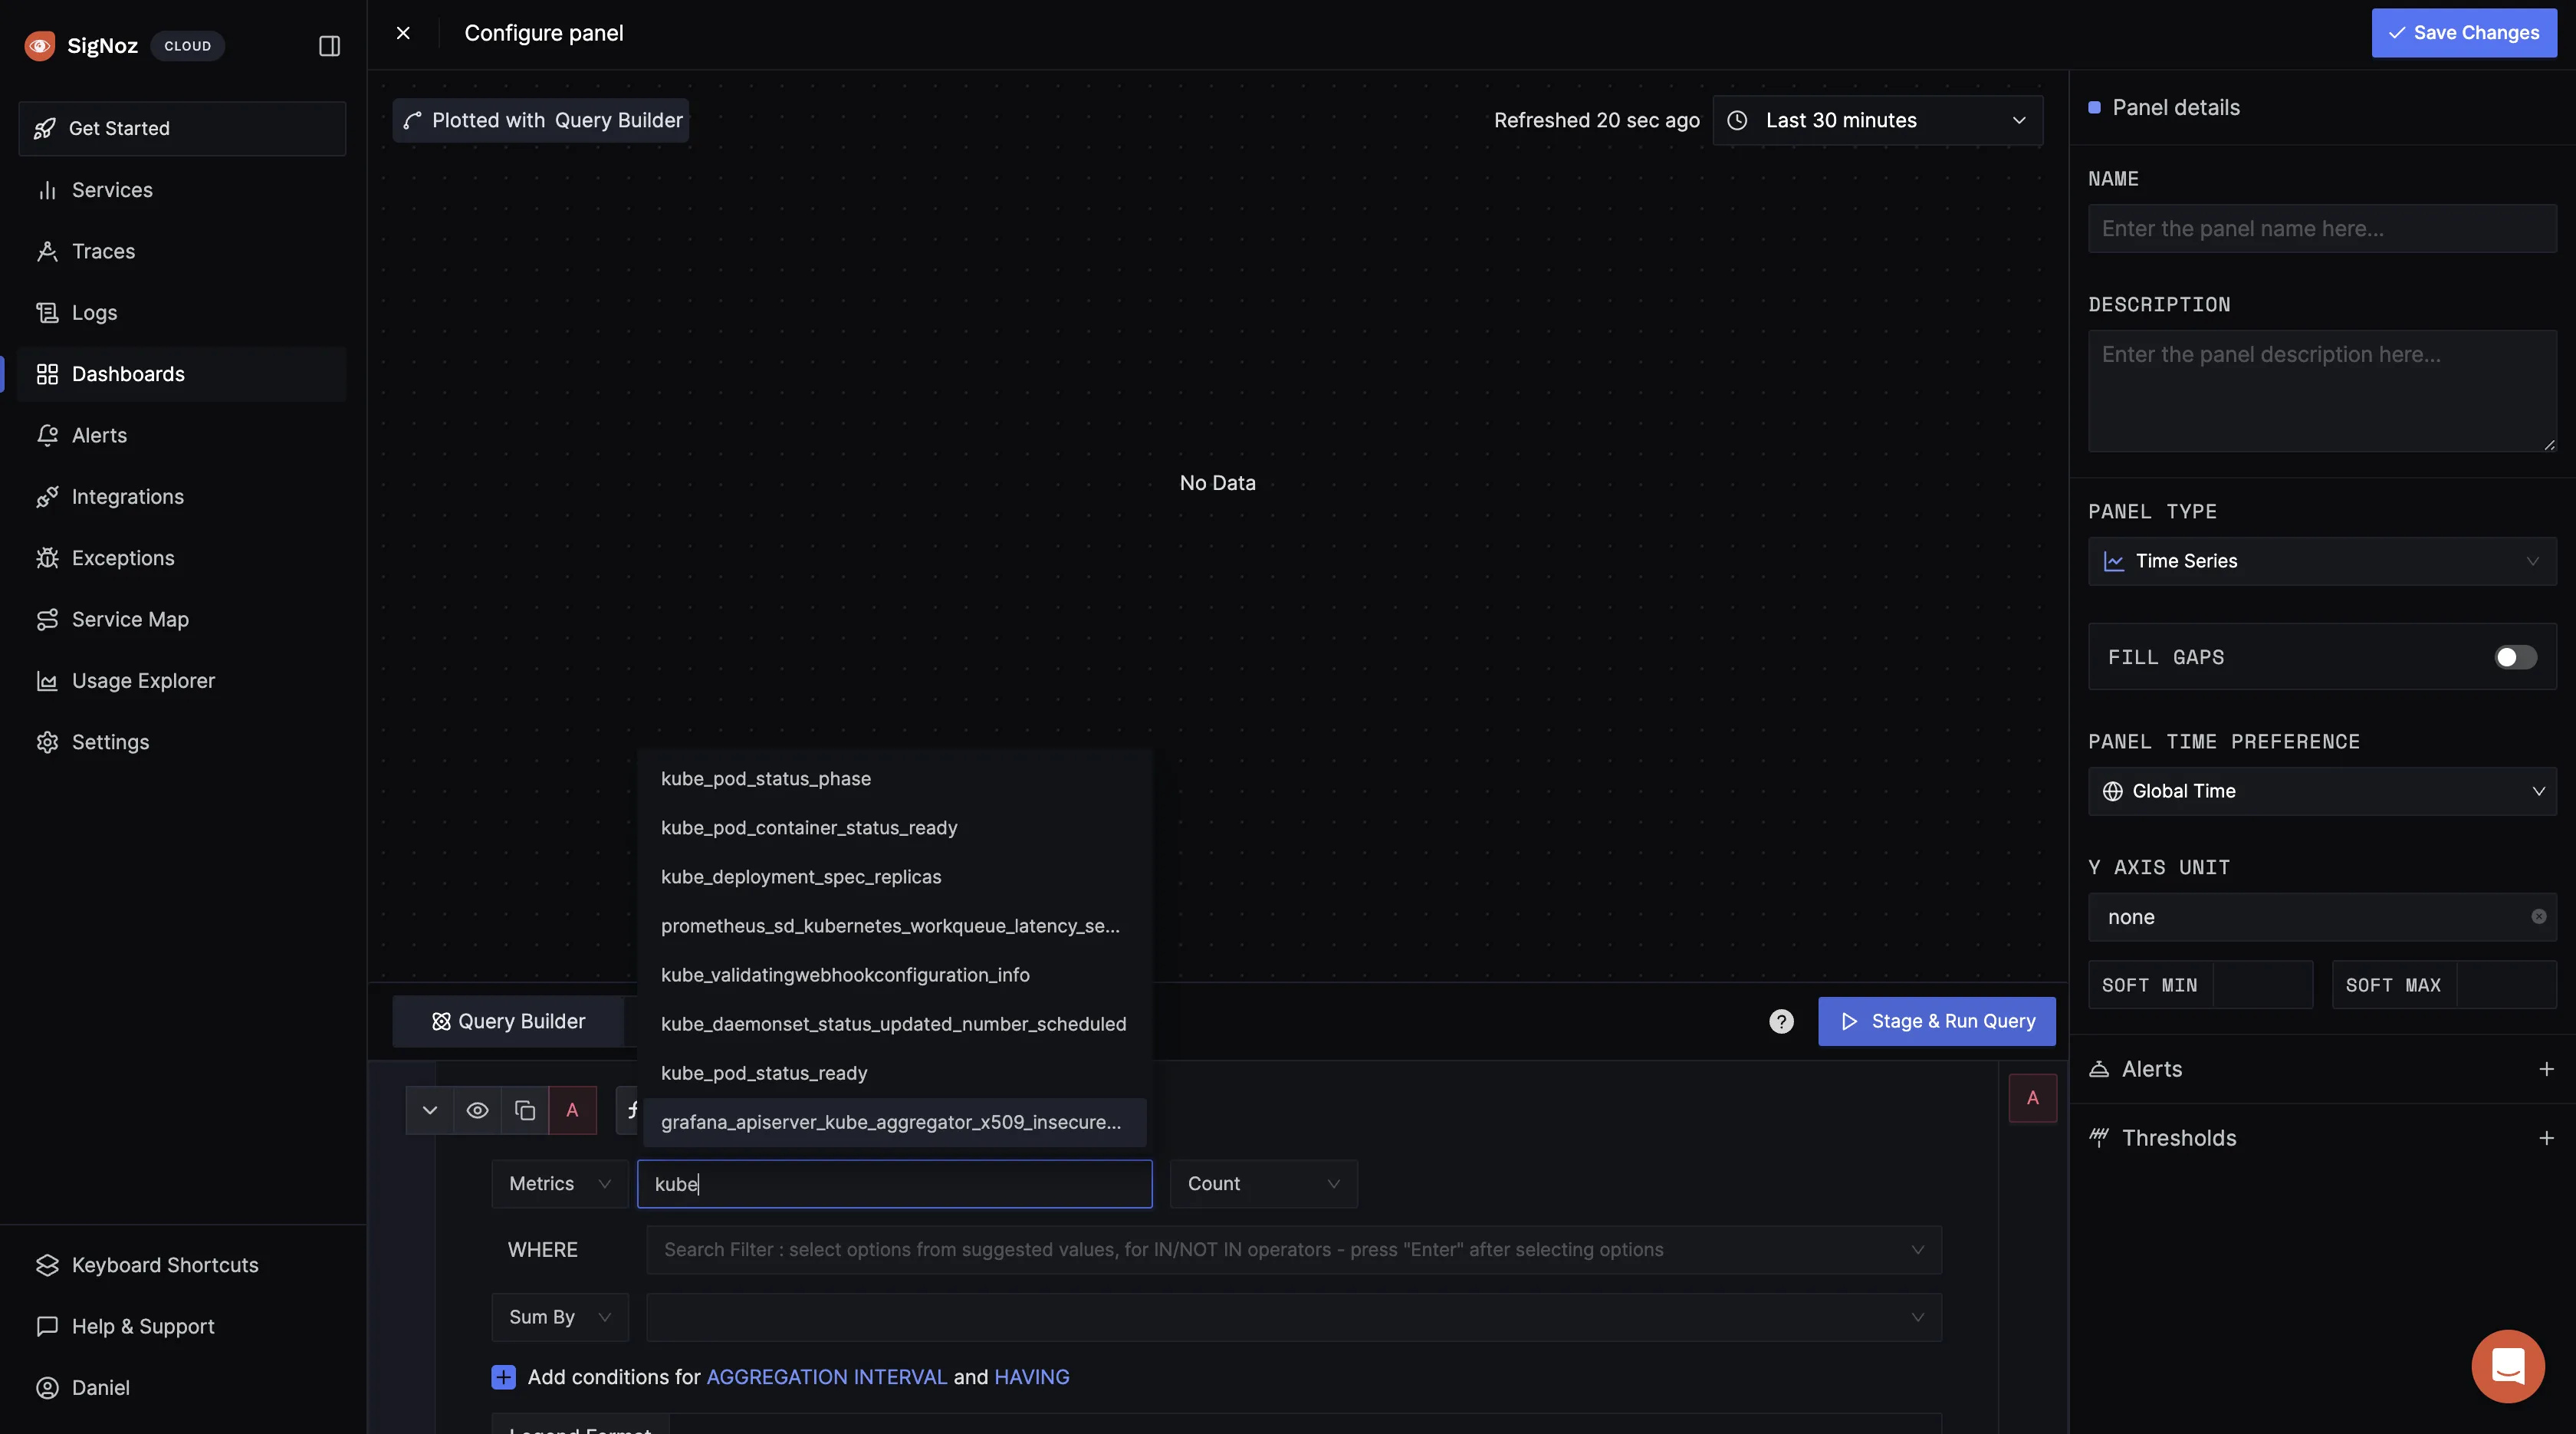 SigNoz CLOUD
Get Started
Services
Traces
Logs
Dashboards
Alerts
Integrations
Exceptions
Service Map
Usage Explorer
Settings
Keyboard Shortcuts
Help & Support
Daniel
Configure panel
Save Changes
Plotted with Query Builder
Refreshed 20 sec ago
Last 30 minutes
No Data
kube_pod_status_phase
kube_pod_container_status_ready
kube_deployment_spec_replicas
prometheus_sd_kubernetes_workqueue_latency_se...
kube_validatingwebhookconfiguration_info
kube_daemonset_status_updated_number_scheduled
kube_pod_status_ready
grafana_apiserver_kube_aggregator_x509_insecure...
Query Builder
? Stage & Run Query
A
A
Metrics kube Count
WHERE Search Filter : select options from suggested values, for IN/NOT IN operators - press "Enter" after selecting options
Sum By
Add conditions for AGGREGATION INTERVAL and HAVING
Panel details
NAME
Enter the panel name here...
DESCRIPTION
Enter the panel description here...
PANEL TYPE
Time Series
FILL GAPS
PANEL TIME PREFERENCE
Global Time
Y AXIS UNIT
none
SOFT MIN SOFT MAX
Alerts
Thresholds